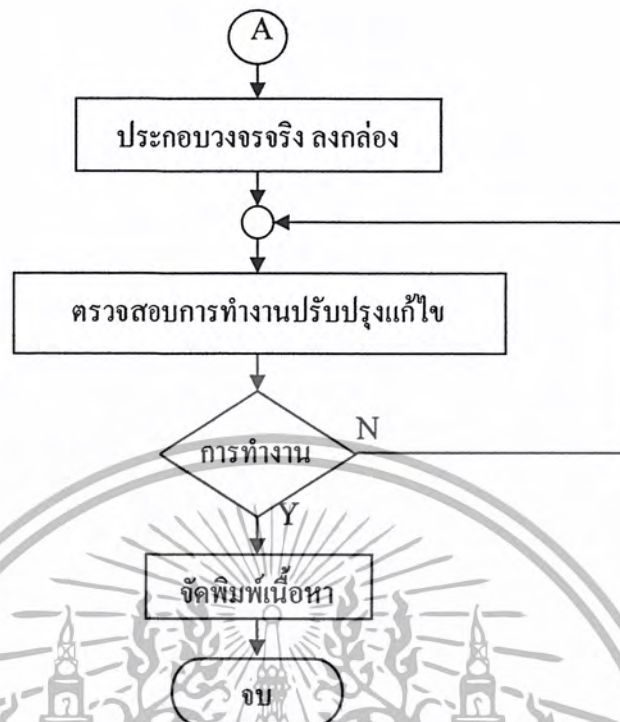 A
ประกอบวงจรจริง ลงกล่อง
ตรวจสอบการทำงานปรับปรุงแก้ไข
การทำงาน
N
Y
จัดพิมพ์เนื้อหา
จบ